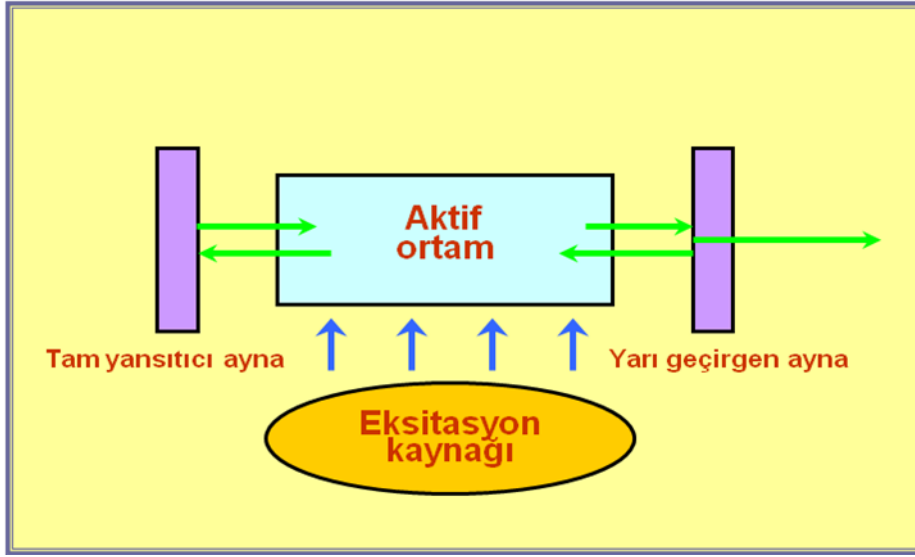 Aktif
ortam
Tam yansıtıcı ayna
Yarı geçirgen ayna
Eksitasyon
kaynağı